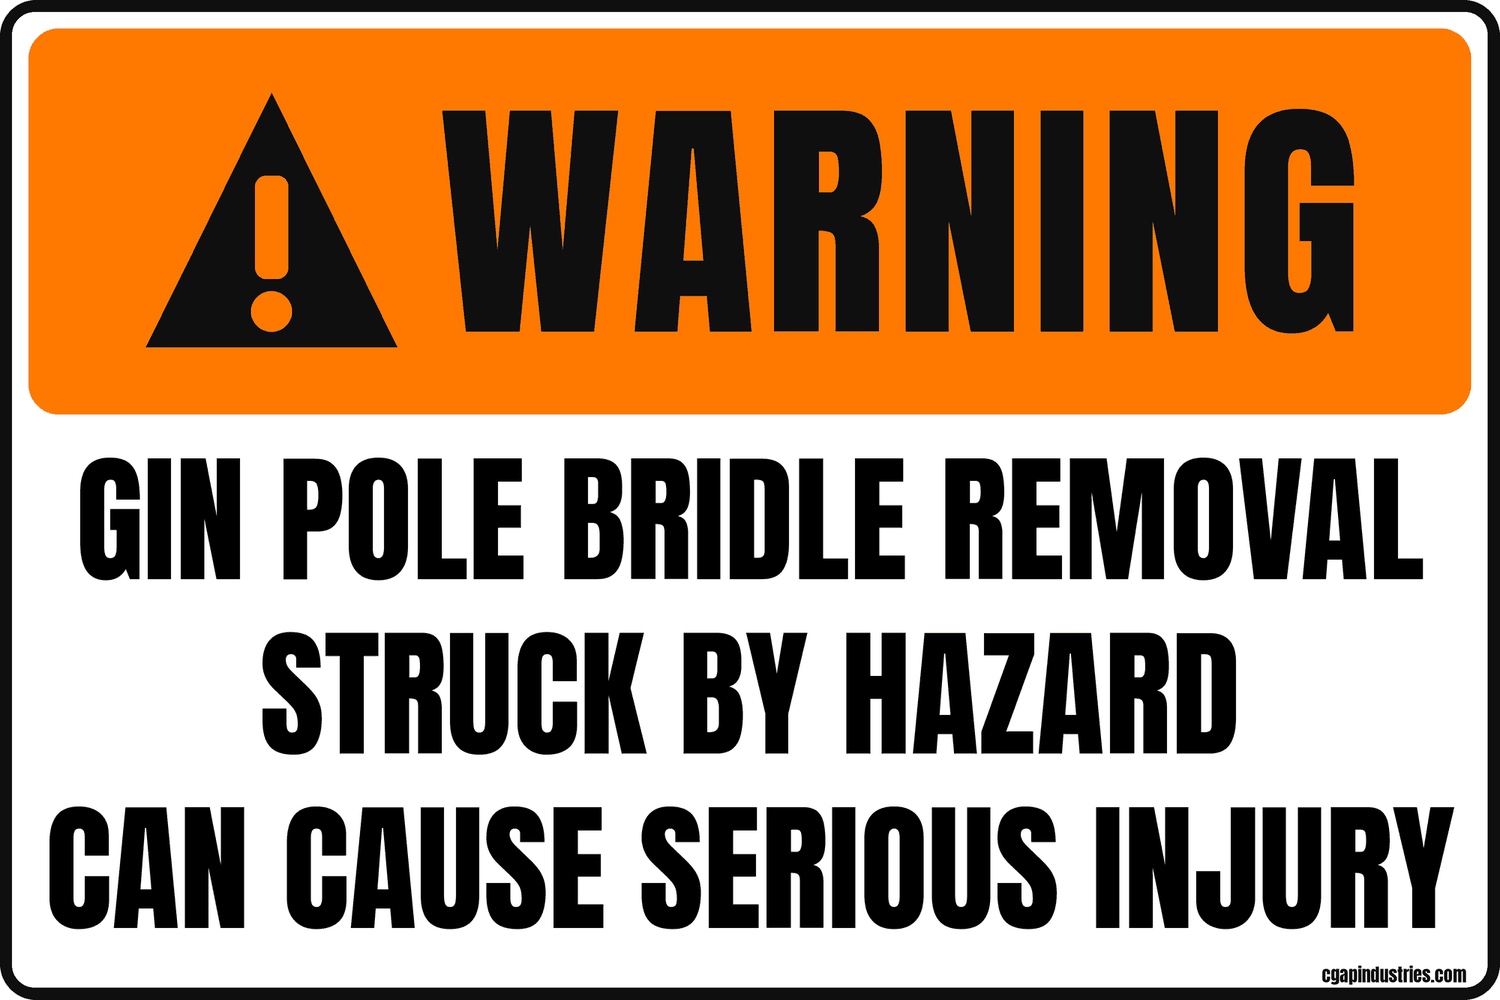 WARNING
GIN POLE BRIDLE REMOVAL
STRUCK BY HAZARD
CAN CAUSE SERIOUS INJURY
cgapindustries.com